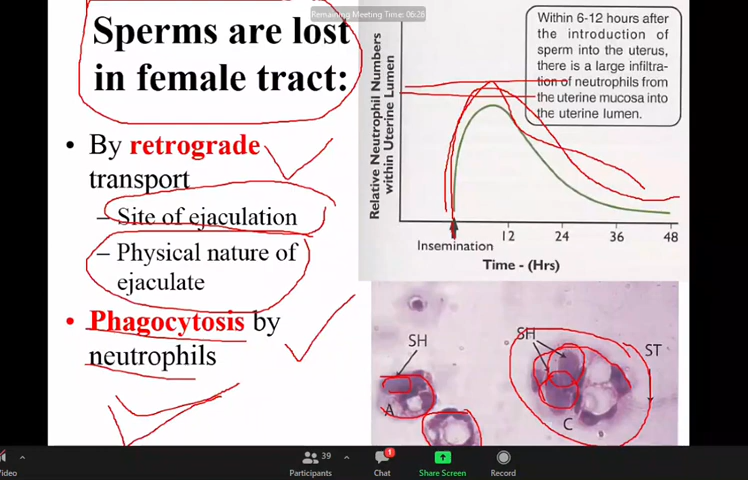 Remaining Meeting Time: 06:26
Sperms are lost
in female tract:
• By retrograde
transport
– Site of ejaculation
– Physical nature of
ejaculate
• Phagocytosis by
neutrophils
Relative Neutrophil Numbers
within Uterine Lumen
Within 6-12 hours after
the introduction of
sperm into the uterus,
there is a large infiltra-
tion of neutrophils from
the uterine mucosa into
the uterine lumen.
Insemination
12 24 36 48
Time - (Hrs)
SH
A
SH
ST
C
Video
Participants
39
Chat
1
Share Screen
Record